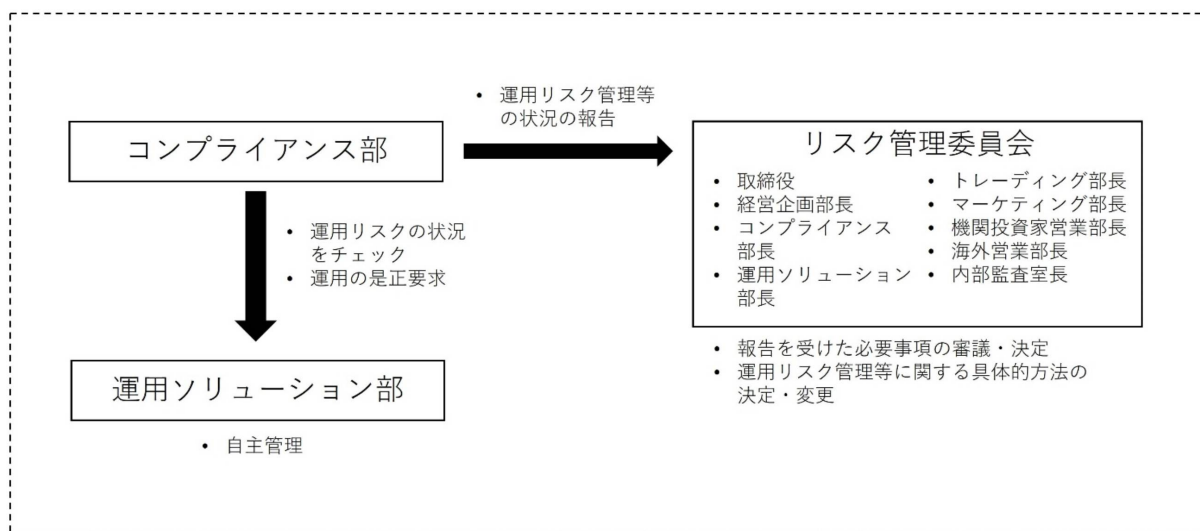 • 運用リスク管理等
の状況の報告
コンプライアンス部
リスク管理委員会
• 取締役
• 経営企画部長
• コンプライアンス
部長
• 運用ソリューション
部長
• トレーディング部長
• マーケティング部長
• 機関投資家営業部長
• 海外営業部長
• 内部監査室長
• 運用リスクの状況
をチェック
• 運用の是正要求
• 報告を受けた必要事項の審議・決定
• 運用リスク管理等に関する具体的方法の
決定・変更
運用ソリューション部
• 自主管理